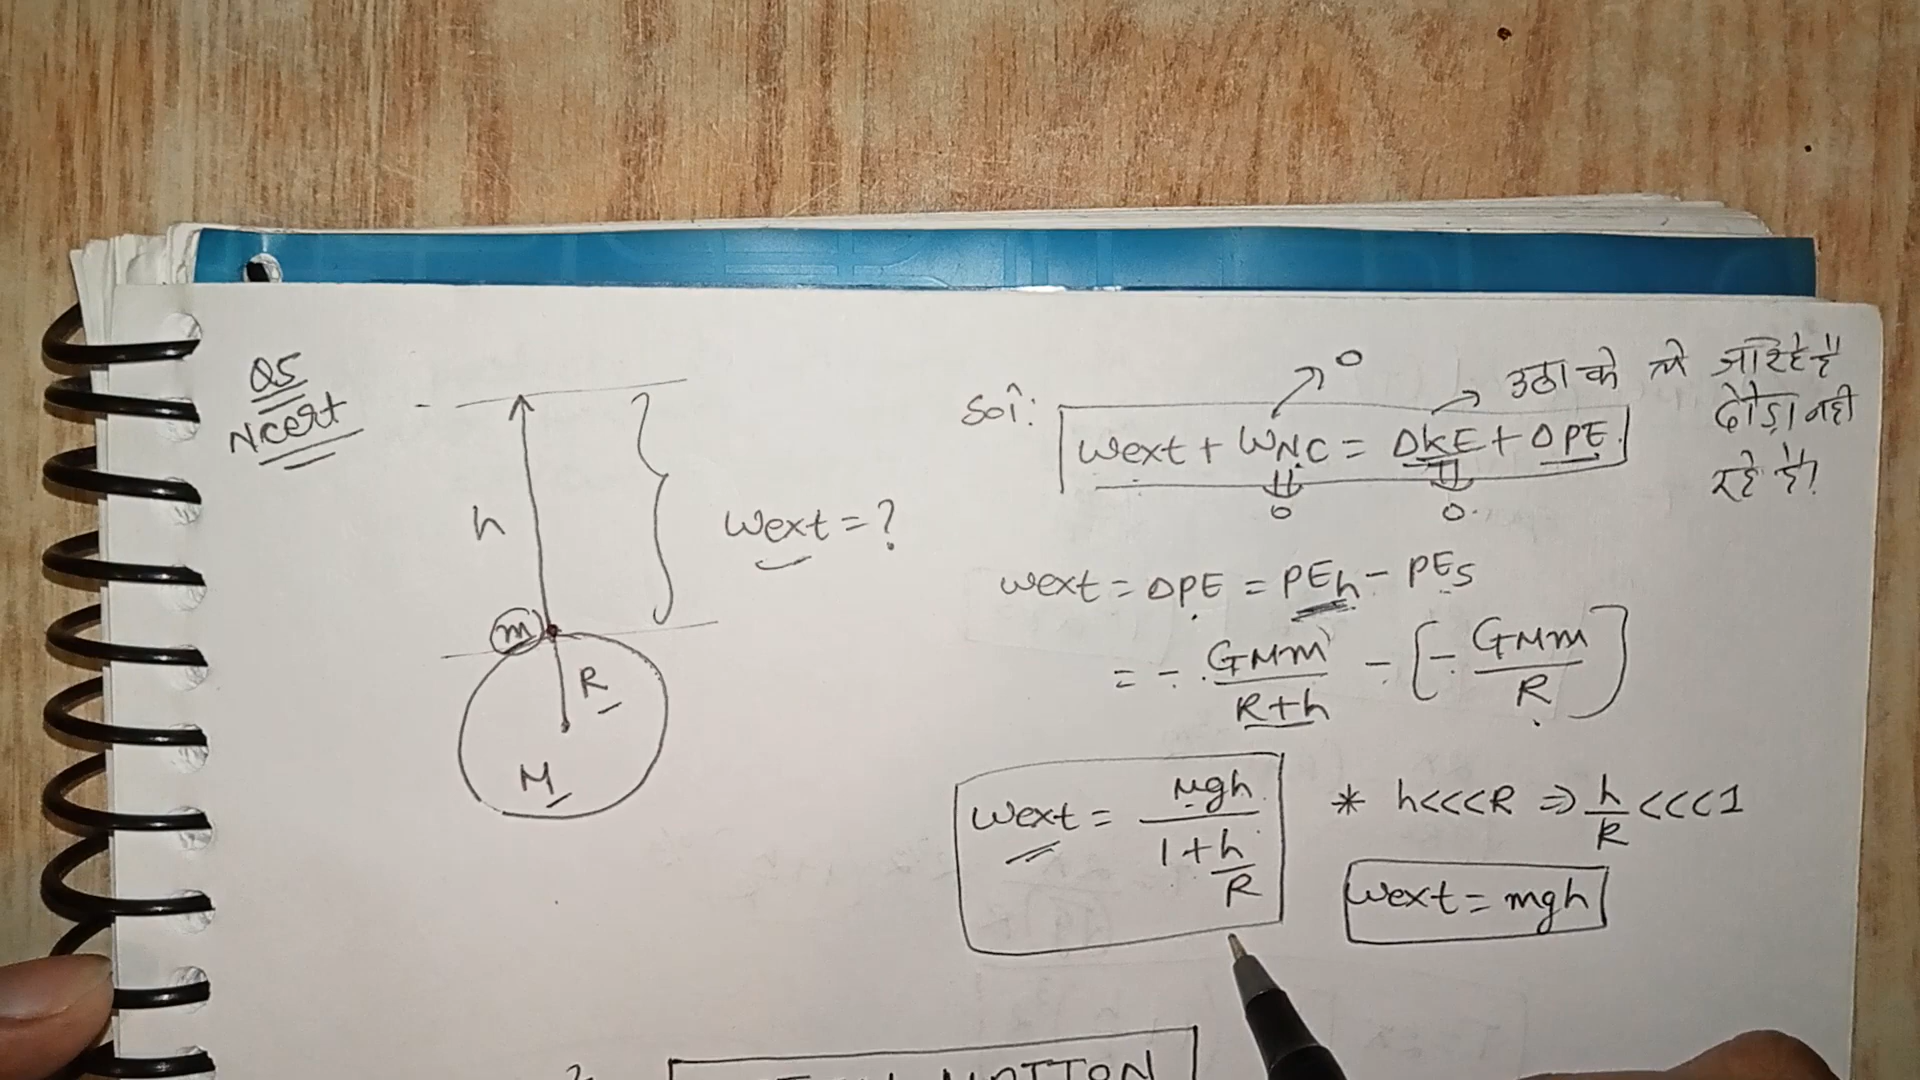 Q5
Ncert
h
m
R
M
Wext = ?
Sol:
0
उठा के ले जा रहे है
दौड़ा नही
रहे है।
Wext + WNC = ΔKE + ΔPE.
0 0.
Wext = ΔPE = PEh - PES
= - GMm/(R+h) - [- GMm/R]
Wext = Mgh/(1+h/R)
* h<<<R ⇒ h/R <<<1
Wext = mgh